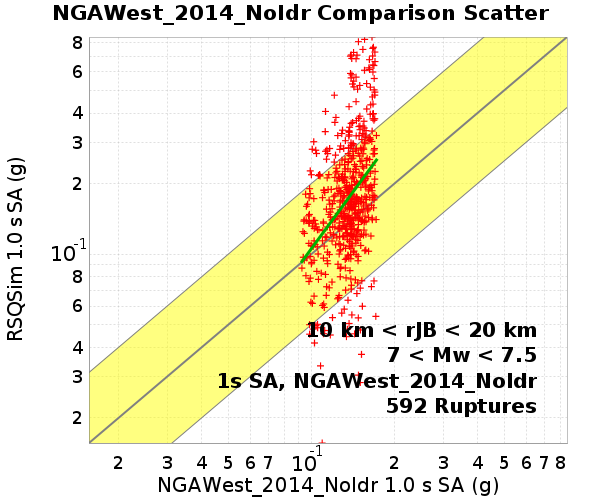 NGAWest_2014_NoIdr Comparison Scatter
8
6
4
3
2
10-1
8
6
4
3
2
RSQSim 1.0 s SA (g)
10 km < rJB < 20 km
7 < Mw < 7.5
1s SA, NGAWest_2014_NoIdr
592 Ruptures
2 3 4 5 6 7 10-1 2 3 4 5 6 7 8
NGAWest_2014_NoIdr 1.0 s SA (g)